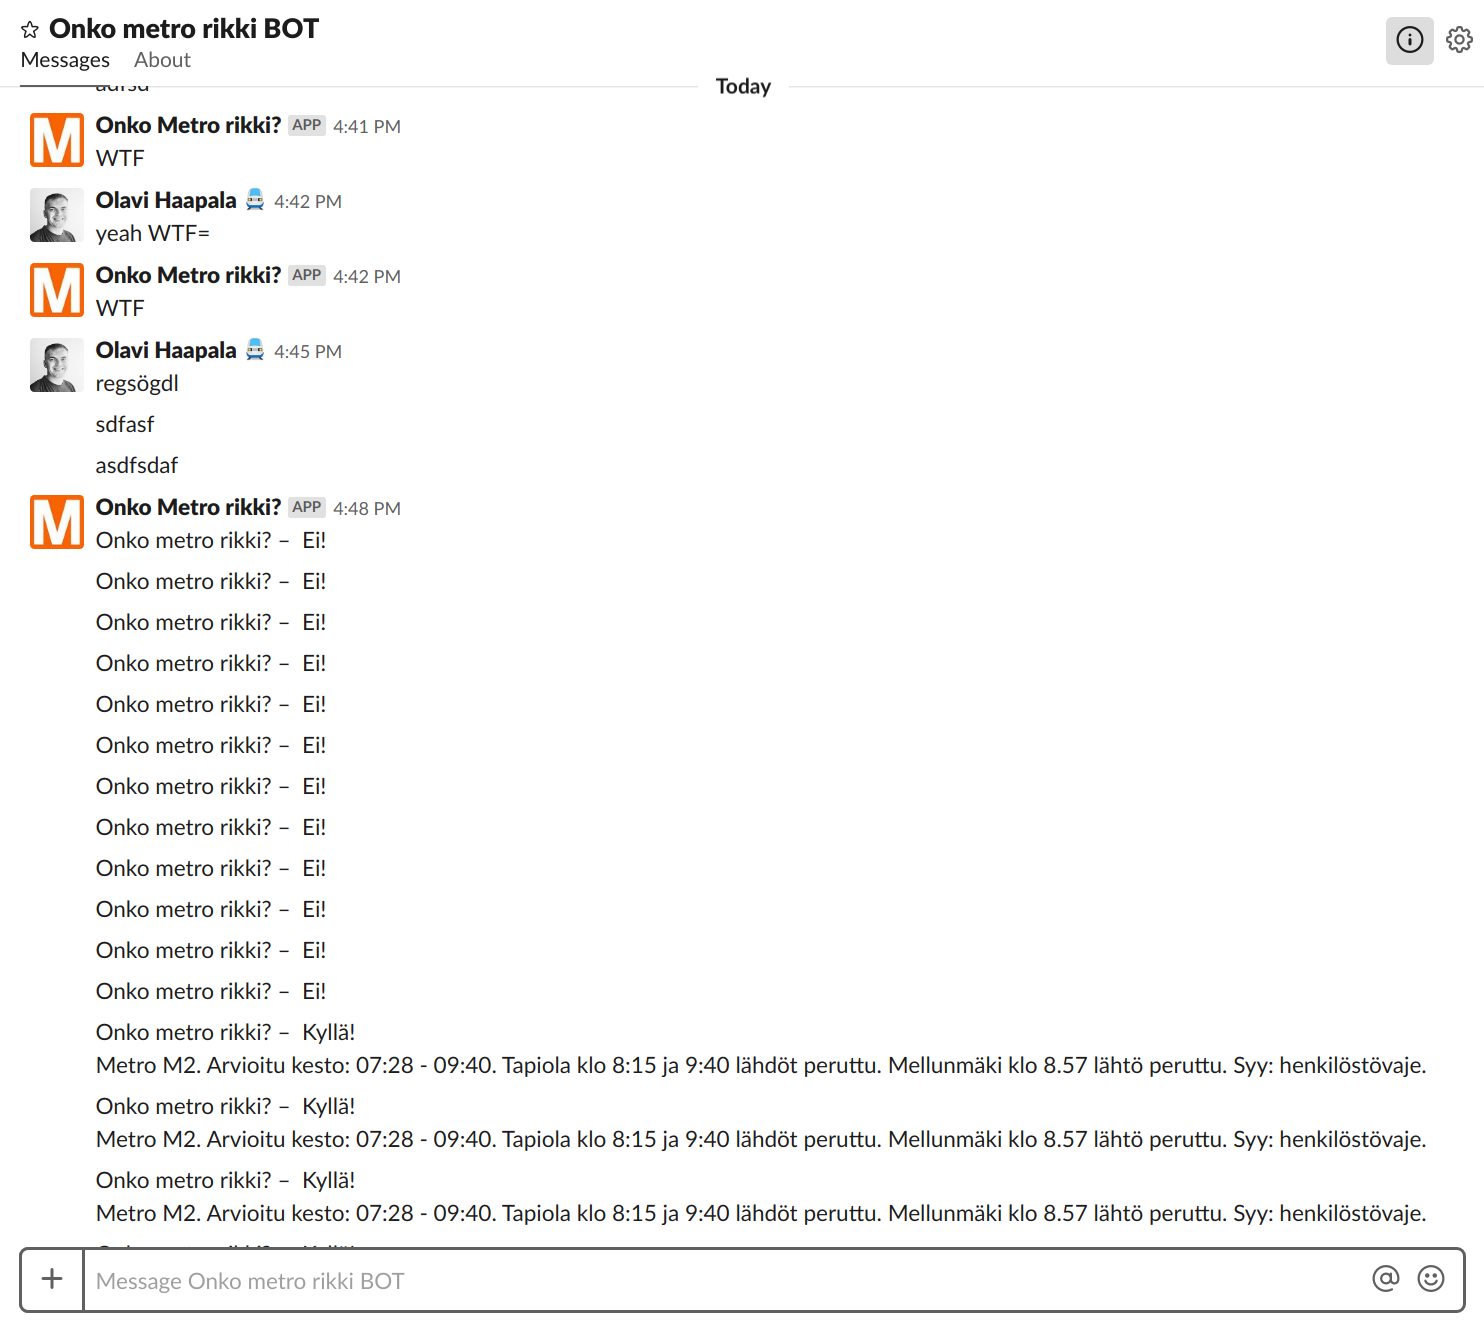 Onko metro rikki BOT
Messages About
Today
M Onko Metro rikki? APP 4:41 PM
WTF
Olavi Haapala 4:42 PM
yeah WTF=
M Onko Metro rikki? APP 4:42 PM
WTF
Olavi Haapala 4:45 PM
regsögdl
sdfasf
asdfsdaf
M Onko Metro rikki? APP 4:48 PM
Onko metro rikki? – Ei!
Onko metro rikki? – Ei!
Onko metro rikki? – Ei!
Onko metro rikki? – Ei!
Onko metro rikki? – Ei!
Onko metro rikki? – Ei!
Onko metro rikki? – Ei!
Onko metro rikki? – Ei!
Onko metro rikki? – Ei!
Onko metro rikki? – Ei!
Onko metro rikki? – Ei!
Onko metro rikki? – Ei!
Onko metro rikki? – Kyllä!
Metro M2. Arvioitu kesto: 07:28 - 09:40. Tapiola klo 8:15 ja 9:40 lähdöt peruttu. Mellunmäki klo 8.57 lähtö peruttu. Syy: henkilöstövaje.
Onko metro rikki? – Kyllä!
Metro M2. Arvioitu kesto: 07:28 - 09:40. Tapiola klo 8:15 ja 9:40 lähdöt peruttu. Mellunmäki klo 8.57 lähtö peruttu. Syy: henkilöstövaje.
Onko metro rikki? – Kyllä!
Metro M2. Arvioitu kesto: 07:28 - 09:40. Tapiola klo 8:15 ja 9:40 lähdöt peruttu. Mellunmäki klo 8.57 lähtö peruttu. Syy: henkilöstövaje.
+ Message Onko metro rikki BOT @